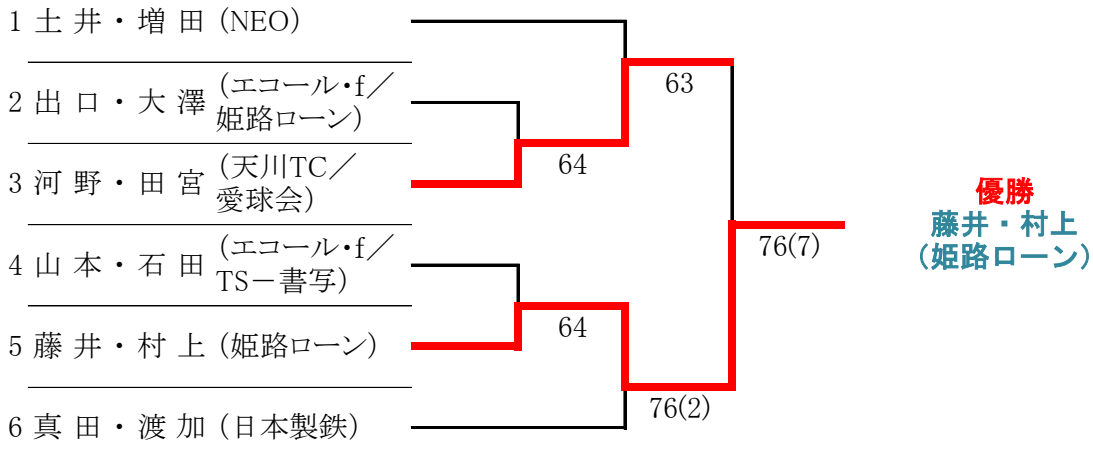 1 土井・増田 (NEO)
2 出口・大澤 (エコール・f／
姫路ローン)
3 河野・田宮 (天川TC／
愛球会)
4 山本・石田 (エコール・f／
TS－書写)
5 藤井・村上 (姫路ローン)
6 真田・渡加 (日本製鉄)
63
64
64
76(2)
76(7)
優勝
藤井・村上
（姫路ローン）